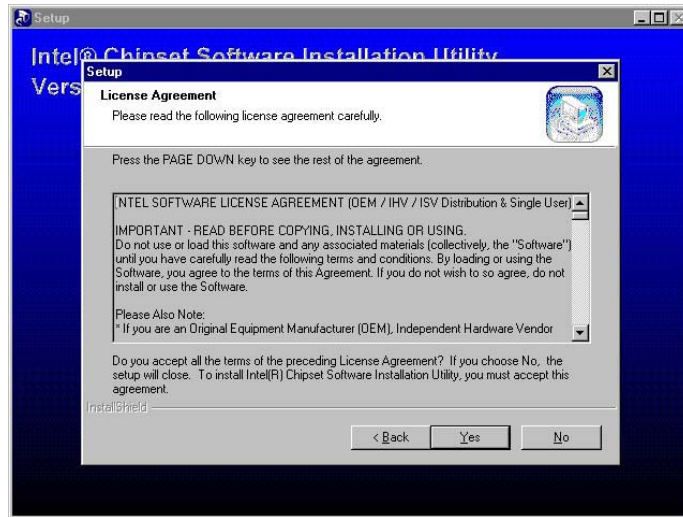 Setup
Intel® Chipset Software Installation Utility
Vers
Setup
License Agreement
Please read the following license agreement carefully.
Press the PAGE DOWN key to see the rest of the agreement.
INTEL SOFTWARE LICENSE AGREEMENT (OEM / IHV / ISV Distribution & Single User)
IMPORTANT - READ BEFORE COPYING, INSTALLING OR USING.
Do not use or load this software and any associated materials (collectively, the "Software")
until you have carefully read the following terms and conditions. By loading or using the
Software, you agree to the terms of this Agreement. If you do not wish to so agree, do not
install or use the Software.
Please Also Note:
* If you are an Original Equipment Manufacturer (OEM), Independent Hardware Vendor
Do you accept all the terms of the preceding License Agreement? If you choose No, the
setup will close. To install Intel(R) Chipset Software Installation Utility, you must accept this
agreement.
InstallShield
< Back Yes No